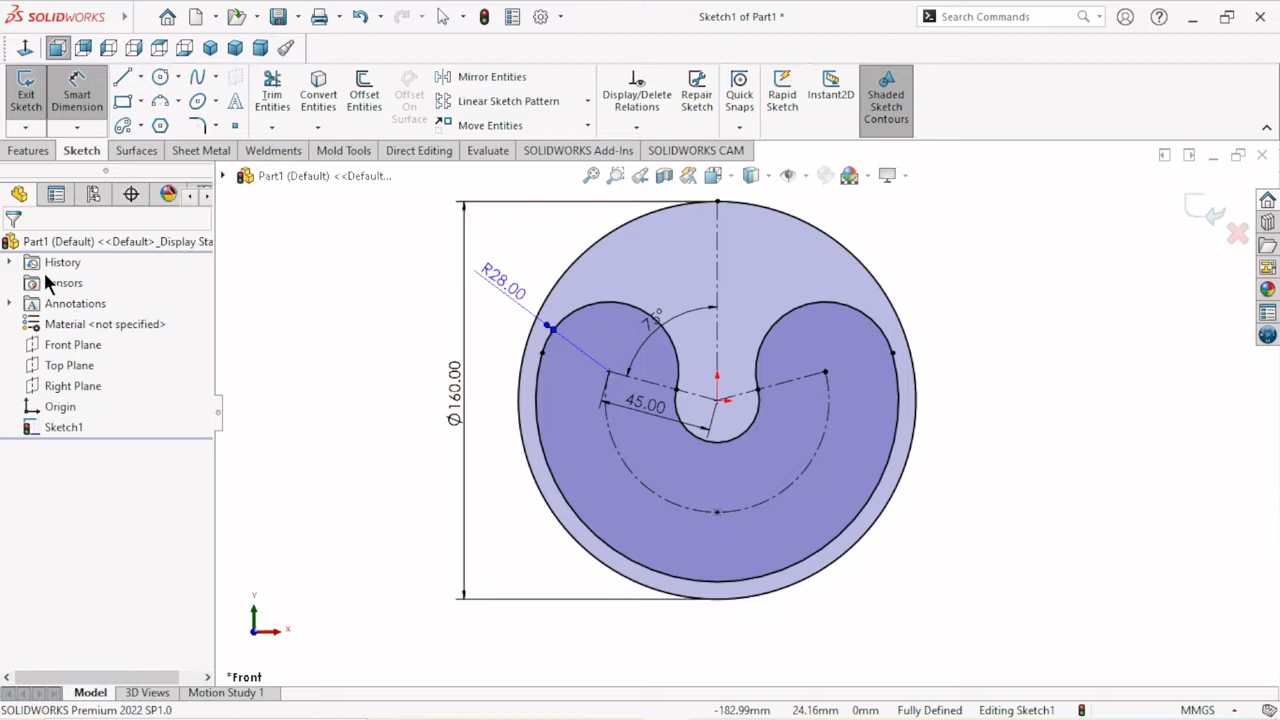 SOLIDWORKS
Sketch1 of Part1 *
Search Commands
Exit Sketch
Smart Dimension
Trim Entities
Convert Entities
Offset Entities
Offset On Surface
Mirror Entities
Linear Sketch Pattern
Move Entities
Display/Delete Relations
Repair Sketch
Quick Snaps
Rapid Sketch
Instant2D
Shaded Sketch Contours
Features
Sketch
Surfaces
Sheet Metal
Weldments
Mold Tools
Direct Editing
Evaluate
SOLIDWORKS Add-Ins
SOLIDWORKS CAM
Part1 (Default) <<Default...
Part1 (Default) <<Default>_Display Sta
History
Annotations
Material <not specified>
Front Plane
Top Plane
Right Plane
Origin
Sketch1
R28.00
75°
45.00
Ø160.00
Y
X
*Front
Model
3D Views
Motion Study 1
SOLIDWORKS Premium 2022 SP1.0
-182.99mm
24.16mm
0mm
Fully Defined
Editing Sketch1
MMGS